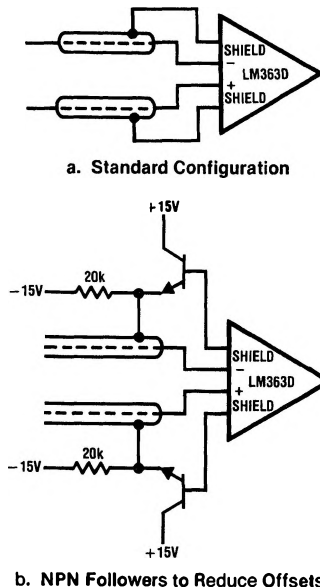 SHIELD
−
LM363D
+
SHIELD
a. Standard Configuration
+15V
20k
−15V
SHIELD
−
LM363D
+
SHIELD
20k
−15V
+15V
b. NPN Followers to Reduce Offsets